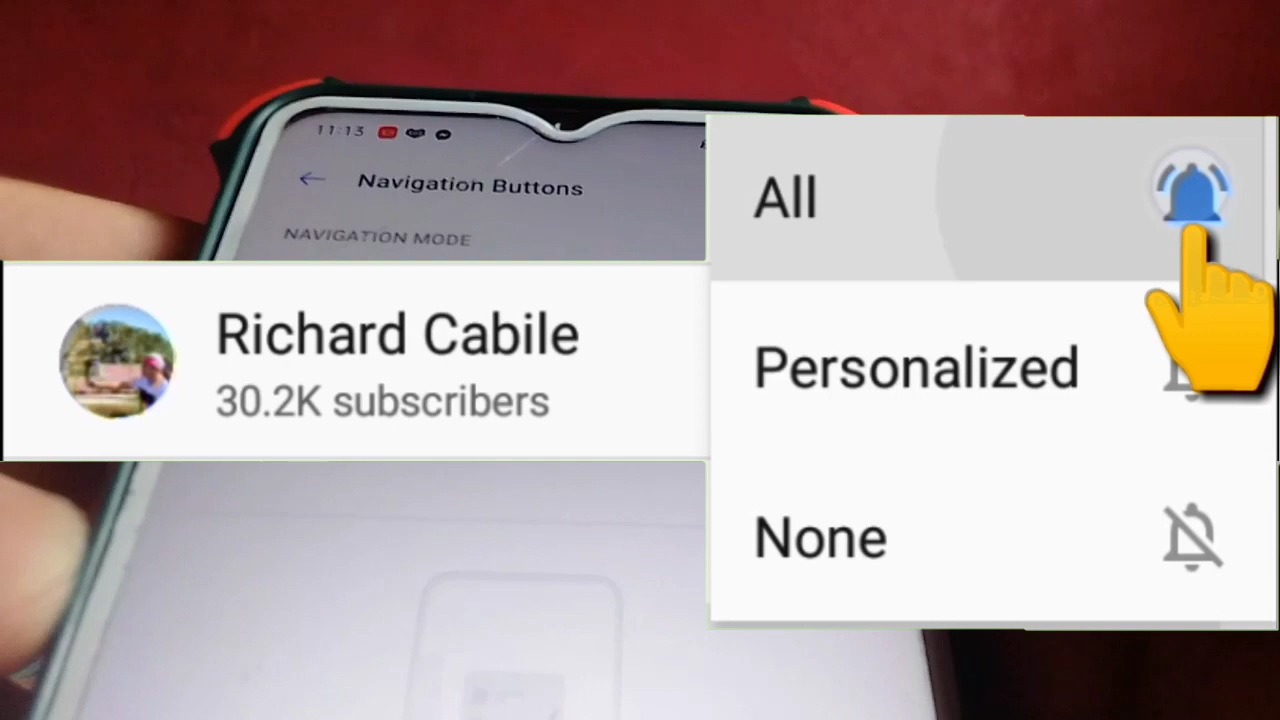 11:13
Navigation Buttons
NAVIGATION MODE
Richard Cabile
30.2K subscribers
All
Personalized
None